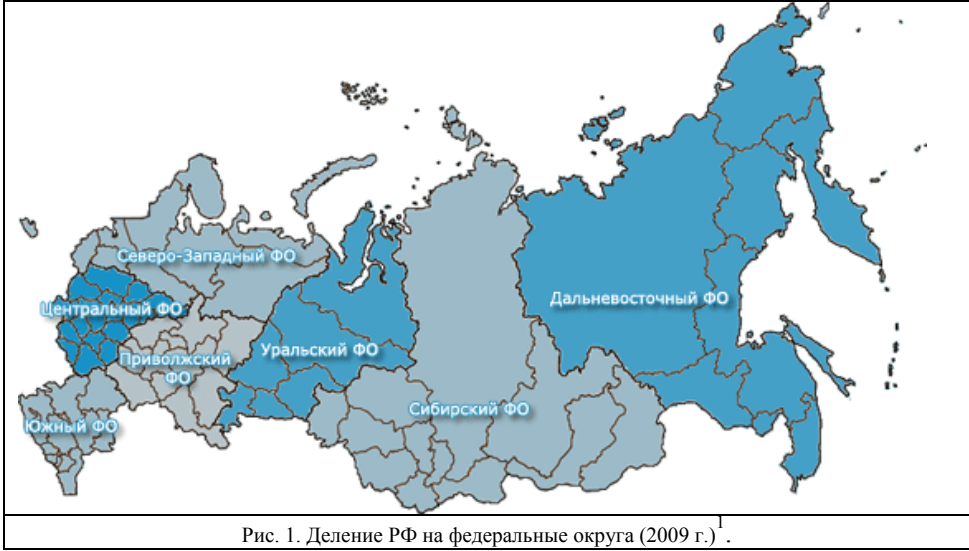 Северо-Западный ФО
Центральный ФО
Приволжский
ФО
Уральский ФО
Дальневосточный ФО
Сибирский ФО
Южный ФО
Рис. 1. Деление РФ на федеральные округа (2009 г.)1.